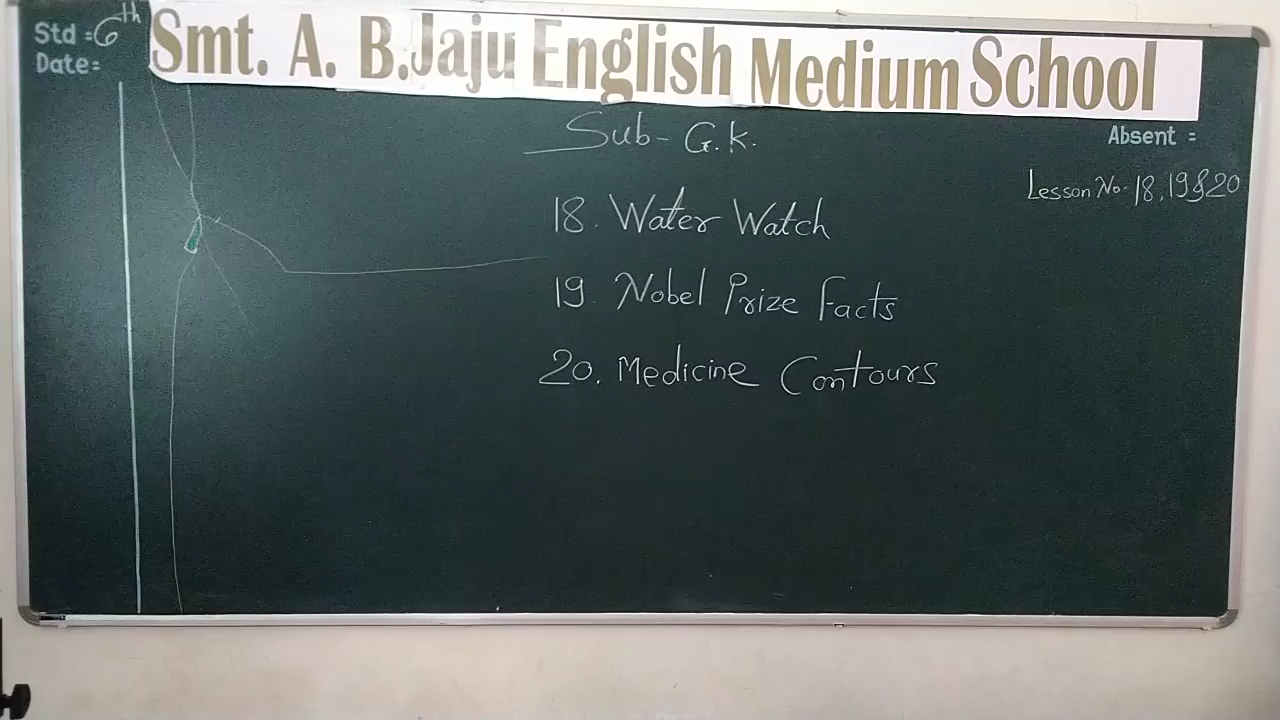 Std = 6th
Date =
Smt. A. B. Jaju English Medium School
Sub - G.K.
Absent =
Lesson No. 18, 19 & 20
18. Water Watch
19. Nobel Prize Facts
20. Medicine Contours